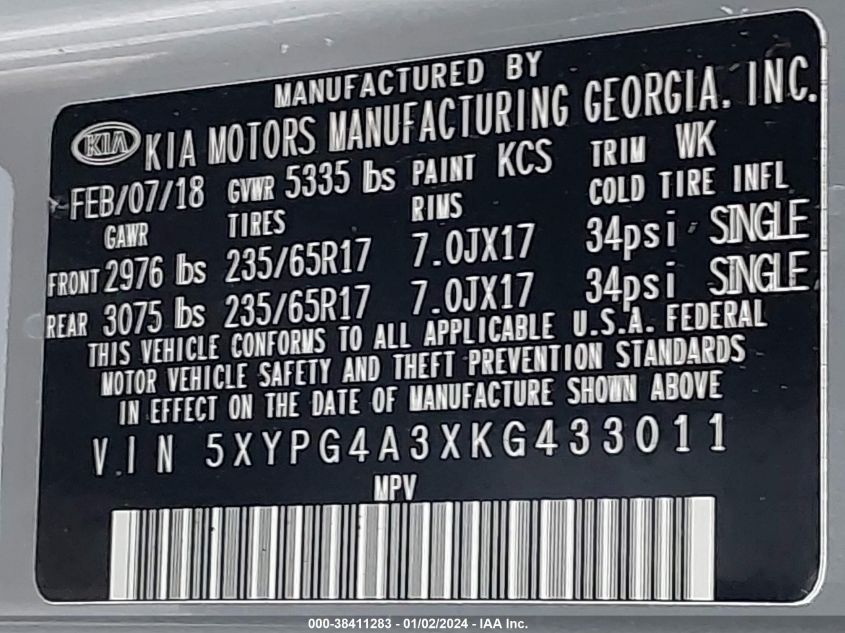 MANUFACTURED BY
KIA KIA MOTORS MANUFACTURING GEORGIA, INC.
FEB/07/18 GVWR 5335 lbs PAINT KCS TRIM WK
GAWR TIRES RIMS COLD TIRE INFL
FRONT 2976 lbs 235/65R17 7.0JX17 34psi SINGLE
REAR 3075 lbs 235/65R17 7.0JX17 34psi SINGLE
THIS VEHICLE CONFORMS TO ALL APPLICABLE U.S.A. FEDERAL
MOTOR VEHICLE SAFETY AND THEFT PREVENTION STANDARDS
IN EFFECT ON THE DATE OF MANUFACTURE SHOWN ABOVE
V.I N 5XYPG4A3XKG433011
MPV
000-38411283 - 01/02/2024 - IAA Inc.